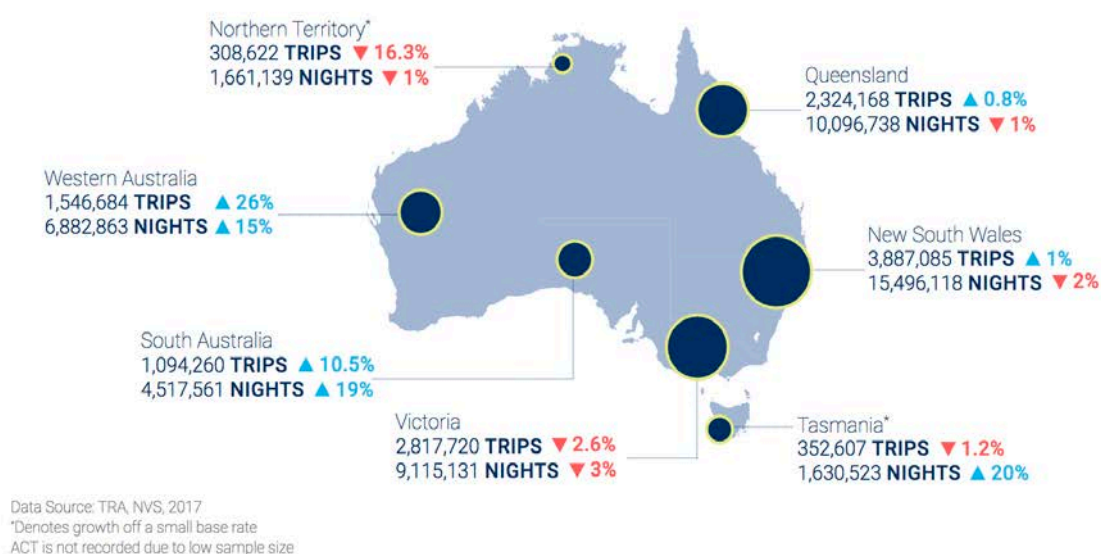 Northern Territory*
308,622 TRIPS ▼ 16.3%
1,661,139 NIGHTS ▼ 1%
Queensland
2,324,168 TRIPS ▲ 0.8%
10,096,738 NIGHTS ▼ 1%
Western Australia
1,546,684 TRIPS ▲ 26%
6,882,863 NIGHTS ▲ 15%
New South Wales
3,887,085 TRIPS ▲ 1%
15,496,118 NIGHTS ▼ 2%
South Australia
1,094,260 TRIPS ▲ 10.5%
4,517,561 NIGHTS ▲ 19%
Victoria
2,817,720 TRIPS ▼ 2.6%
9,115,131 NIGHTS ▼ 3%
Tasmania*
352,607 TRIPS ▼ 1.2%
1,630,523 NIGHTS ▲ 20%
Data Source: TRA, NVS, 2017
*Denotes growth off a small base rate
ACT is not recorded due to low sample size